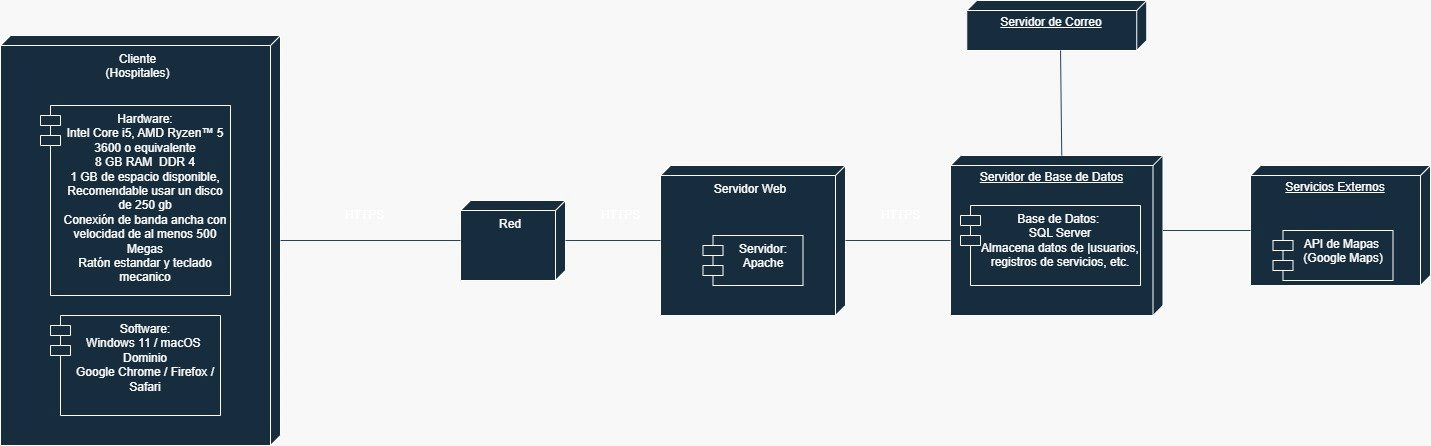 Cliente
(Hospitales)
Hardware:
Intel Core i5, AMD Ryzen™ 5
3600 o equivalente
8 GB RAM  DDR 4
1 GB de espacio disponible,
Recomendable usar un disco
de 250 gb
Conexión de banda ancha con
velocidad de al menos 500
Megas
Ratón estandar y teclado
mecanico
Software:
Windows 11 / macOS
Dominio
Google Chrome / Firefox /
Safari
HTTPS
Red
HTTPS
Servidor Web
Servidor:
Apache
HTTPS
Servidor de Correo
Servidor de Base de Datos
Base de Datos:
SQL Server
Almacena datos de |usuarios,
registros de servicios, etc.
Servicios Externos
API de Mapas
(Google Maps)